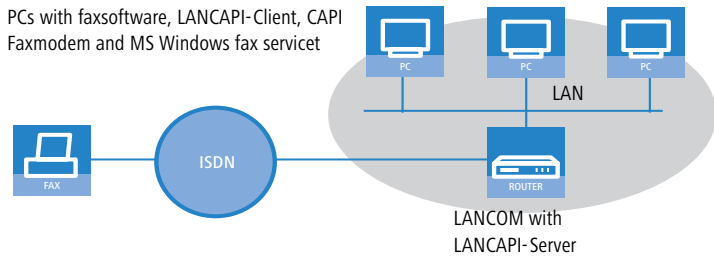 PCs with faxsoftware, LANCAPI-Client, CAPI
Faxmodem and MS Windows fax servicet
PC
PC
PC
LAN
FAX
ISDN
ROUTER
LANCOM with
LANCAPI-Server